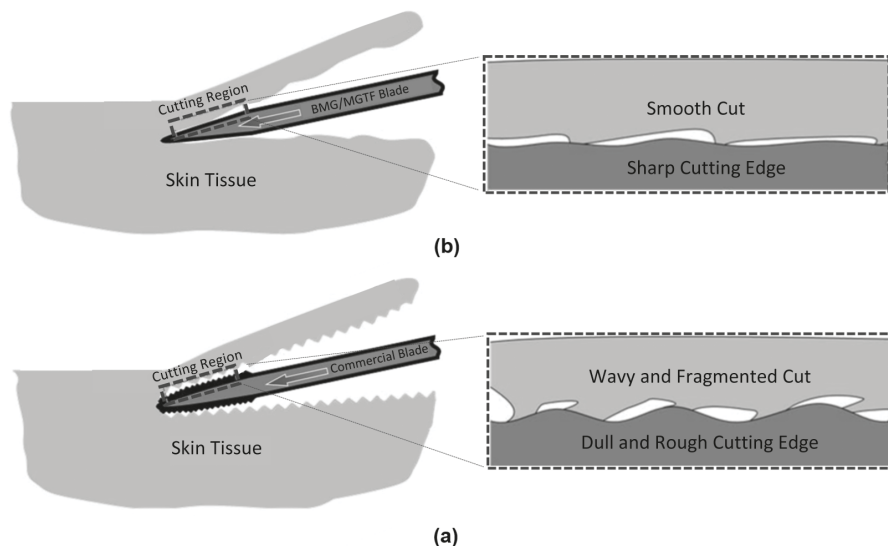 Cutting Region
BMG/MGTF Blade
Skin Tissue
Smooth Cut
Sharp Cutting Edge
(b)
Cutting Region
Commercial Blade
Skin Tissue
Wavy and Fragmented Cut
Dull and Rough Cutting Edge
(a)